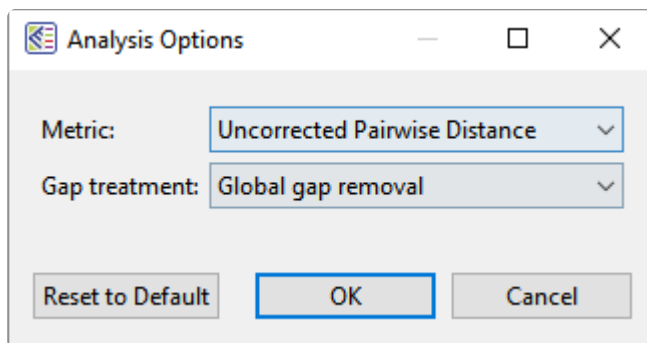 Analysis Options
Metric: Uncorrected Pairwise Distance
Gap treatment: Global gap removal
Reset to Default OK Cancel